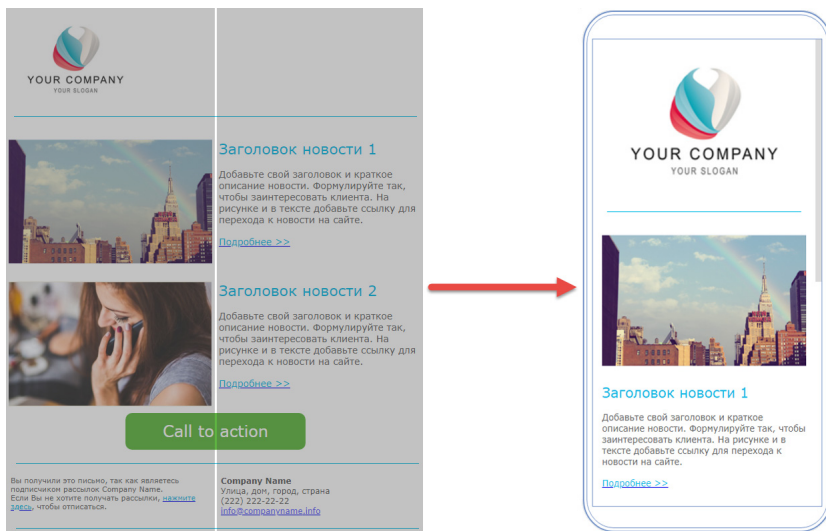 YOUR COMPANY
YOUR SLOGAN
Заголовок новости 1
Добавьте свой заголовок и краткое
описание новости. Формулируйте так,
чтобы заинтересовать клиента. На
рисунке и в тексте добавьте ссылку для
перехода к новости на сайте.
Подробнее >>
Заголовок новости 2
Добавьте свой заголовок и краткое
описание новости. Формулируйте так,
чтобы заинтересовать клиента. На
рисунке и в тексте добавьте ссылку для
перехода к новости на сайте.
Подробнее >>
Call to action
Вы получили это письмо, так как являетесь
подписчиком рассылок Company Name.
Если Вы не хотите получать рассылки, нажмите
здесь, чтобы отписаться.
Company Name
Улица, дом, город, страна
(222) 222-22-22
info@companyname.info
YOUR COMPANY
YOUR SLOGAN
Заголовок новости 1
Добавьте свой заголовок и краткое
описание новости. Формулируйте так, чтобы
заинтересовать клиента. На рисунке и в
тексте добавьте ссылку для перехода к
новости на сайте.
Подробнее >>